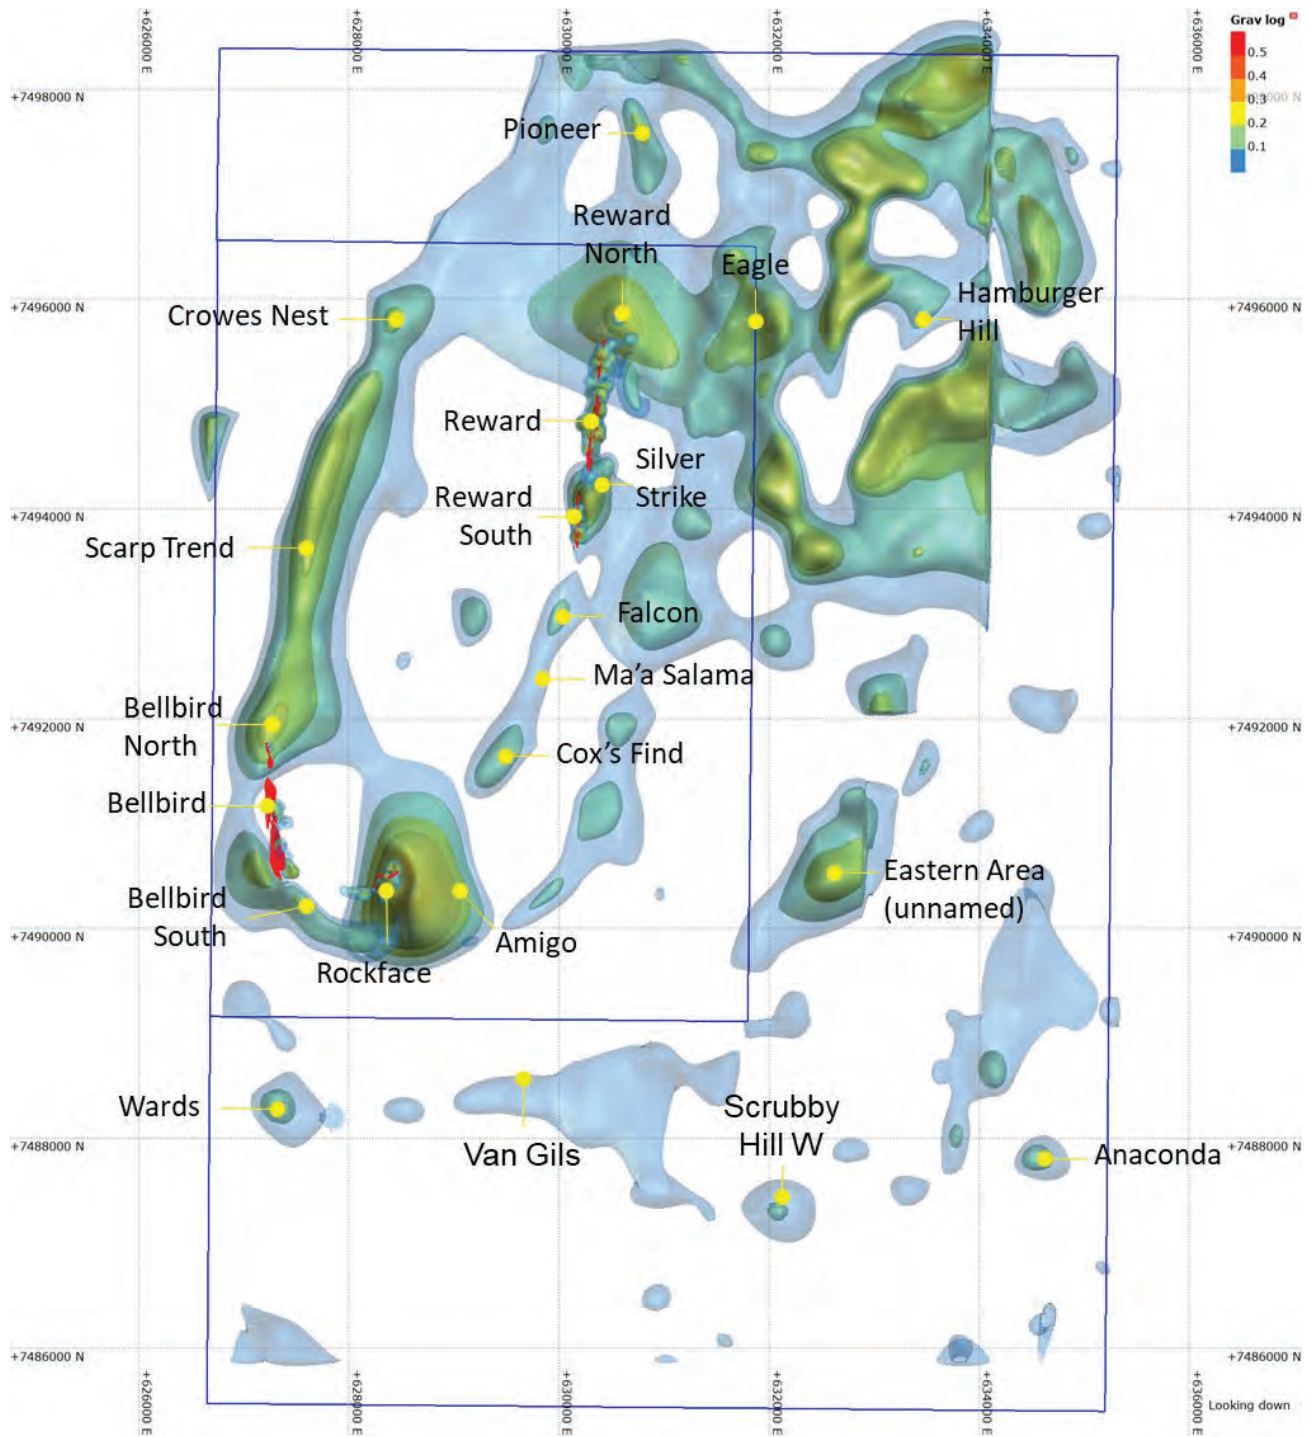 +626000 E
+628000 E
+630000 E
+632000 E
+634000 E
+636000 E
Grav log
0.5
0.4
0.3
0.2
0.1
+7498000 N
98000 N
Pioneer
Reward
North
Eagle
+7496000 N
+7496000 N
Crowes Nest
Hamburger
Hill
Reward
Silver
Strike
Reward
South
+7494000 N
+7494000 N
Scarp Trend
Falcon
Ma'a Salama
Bellbird
North
+7492000 N
+7492000 N
Cox's Find
Bellbird
Eastern Area
(unnamed)
Bellbird
South
+7490000 N
+7490000 N
Amigo
Rockface
Wards
Scrubby
Hill W
Van Gils
+7488000 N
+7488000 N
Anaconda
+7486000 N
+7486000 N
+626000 E
+628000 E
+630000 E
+632000 E
+634000 E
+636000 E
Looking down